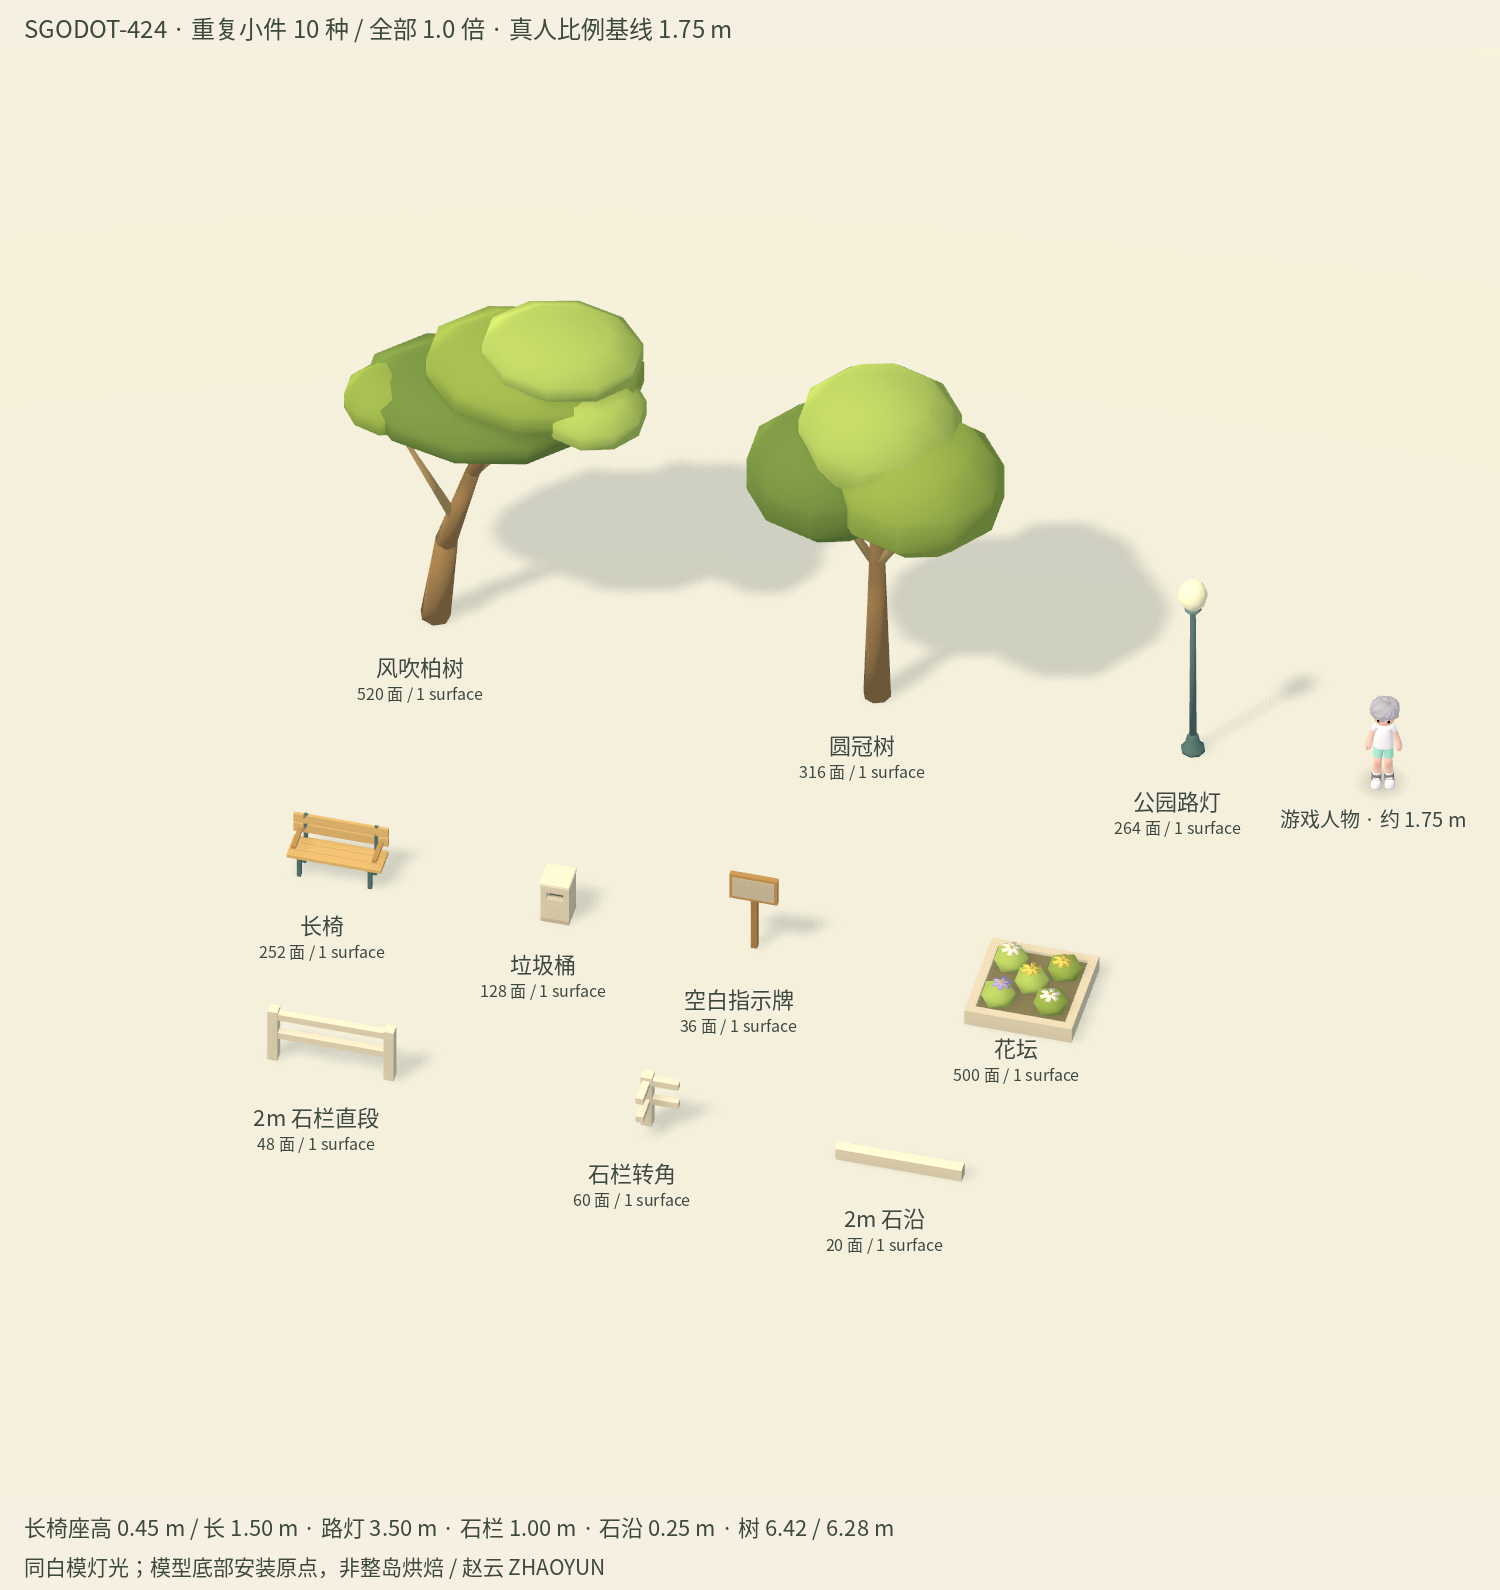 SGODOT-424 · 重复小件 10 种 / 全部 1.0 倍 · 真人比例基线 1.75 m
风吹柏树
520 面 / 1 surface
圆冠树
316 面 / 1 surface
公园路灯
264 面 / 1 surface
游戏人物 · 约 1.75 m
长椅
252 面 / 1 surface
垃圾桶
128 面 / 1 surface
空白指示牌
36 面 / 1 surface
花坛
500 面 / 1 surface
2m 石栏直段
48 面 / 1 surface
石栏转角
60 面 / 1 surface
2m 石沿
20 面 / 1 surface
长椅座高 0.45 m / 长 1.50 m · 路灯 3.50 m · 石栏 1.00 m · 石沿 0.25 m · 树 6.42 / 6.28 m
同白模灯光；模型底部安装原点，非整岛烘焙 / 赵云 ZHAOYUN